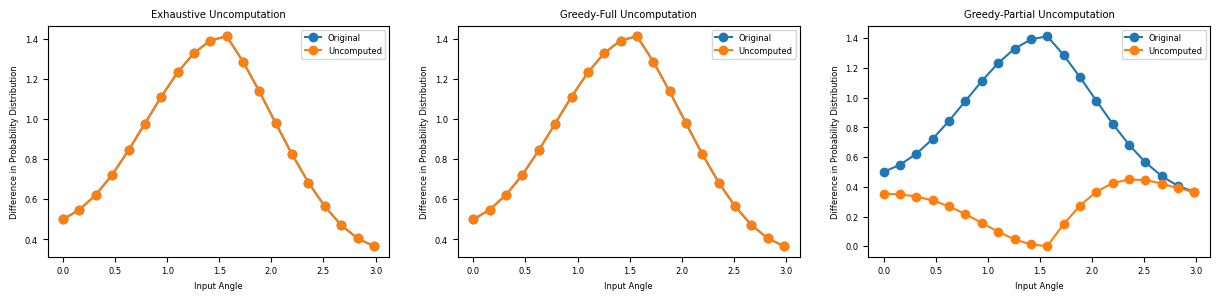 Exhaustive Uncomputation
Difference in Probability Distribution
1.4
1.2
1.0
0.8
0.6
0.4
Original
Uncomputed
0.0 0.5 1.0 1.5 2.0 2.5 3.0
Input Angle
Greedy-Full Uncomputation
Difference in Probability Distribution
1.4
1.2
1.0
0.8
0.6
0.4
Original
Uncomputed
0.0 0.5 1.0 1.5 2.0 2.5 3.0
Input Angle
Greedy-Partial Uncomputation
Difference in Probability Distribution
1.4
1.2
1.0
0.8
0.6
0.4
0.2
0.0
Original
Uncomputed
0.0 0.5 1.0 1.5 2.0 2.5 3.0
Input Angle